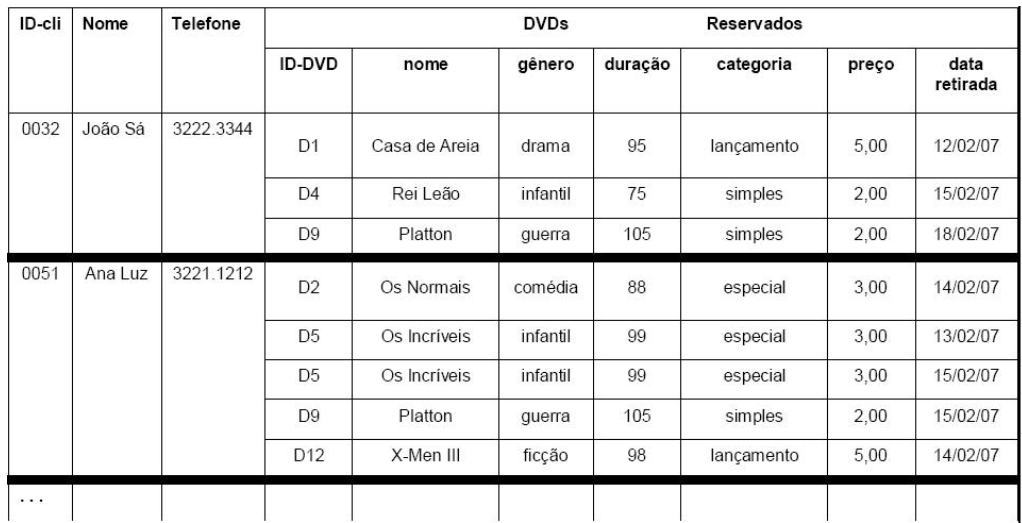 ID-cli Nome Telefone DVDs Reservados
ID-DVD nome gênero duração categoria preço data retirada
0032 João Sá 3222.3344 D1 Casa de Areia drama 95 lançamento 5,00 12/02/07
D4 Rei Leão infantil 75 simples 2,00 15/02/07
D9 Platton guerra 105 simples 2,00 18/02/07
0051 Ana Luz 3221.1212 D2 Os Normais comédia 88 especial 3,00 14/02/07
D5 Os Incríveis infantil 99 especial 3,00 13/02/07
D5 Os Incríveis infantil 99 especial 3,00 15/02/07
D9 Platton guerra 105 simples 2,00 15/02/07
D12 X-Men III ficção 98 lançamento 5,00 14/02/07
. . .